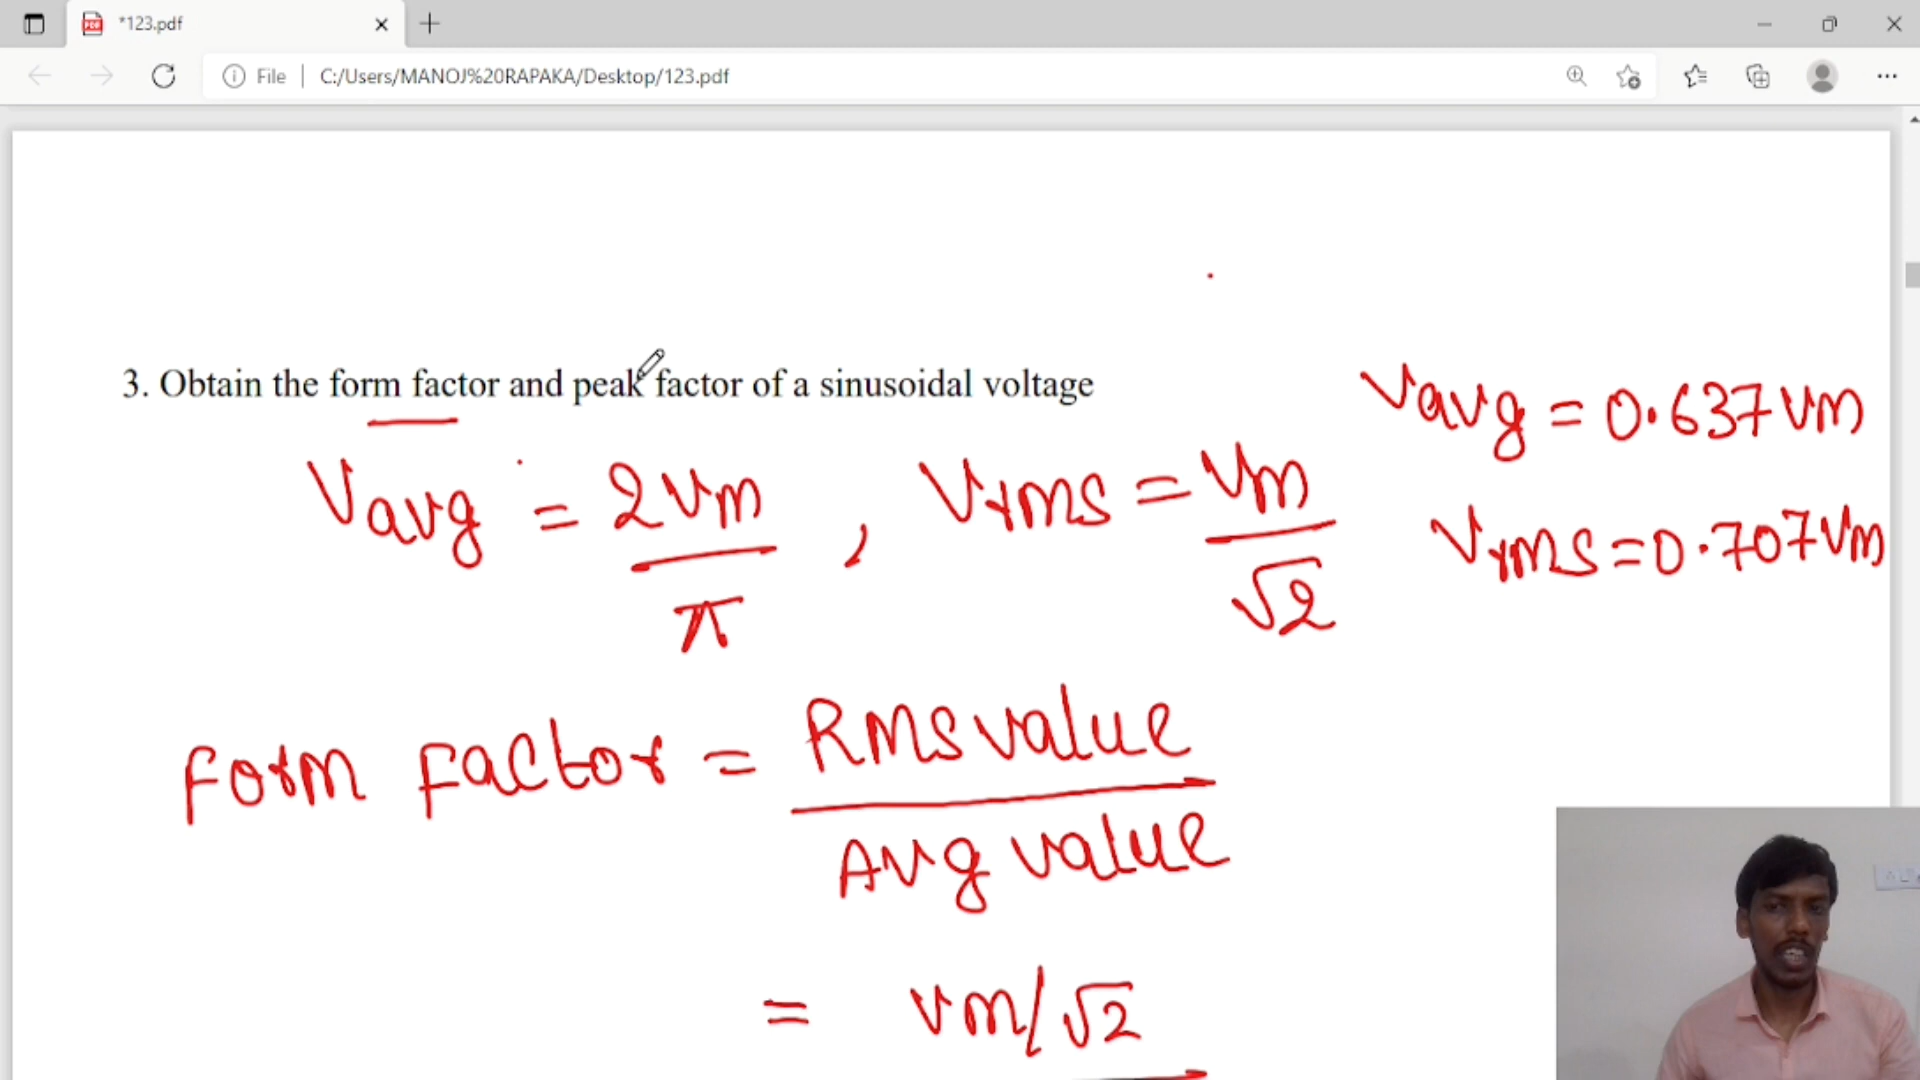 *123.pdf
File C:/Users/MANOJ%20RAPAKA/Desktop/123.pdf
3. Obtain the form factor and peak factor of a sinusoidal voltage
Vavg = 0.637 Vm
Vavg = 2Vm/π , Vrms = Vm/√2
Vrms = 0.707 Vm
Form Factor = RMS value
Avg value
= Vm/√2